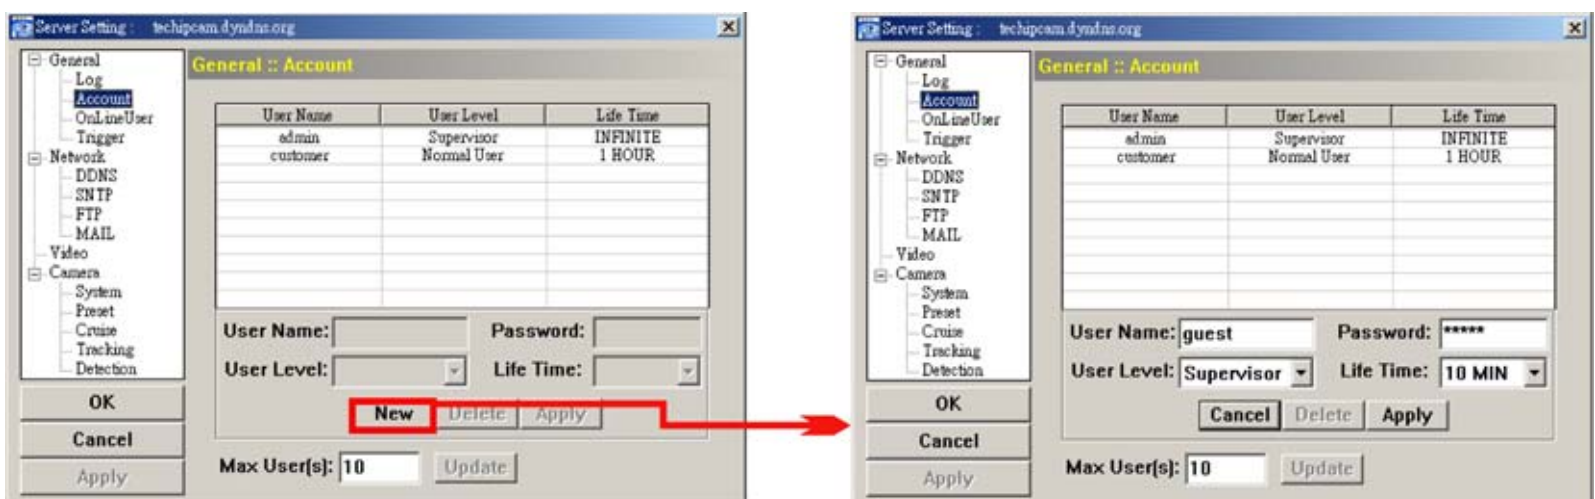 Server Setting : techipcam.dyndns.org
General
Log
Account
OnLineUser
Trigger
Network
DDNS
SNTP
FTP
MAIL
Video
Camera
System
Preset
Cruise
Tracking
Detection
OK
Cancel
Apply
General :: Account
User Name User Level Life Time
admin Supervisor INFINITE
customer Normal User 1 HOUR
User Name: Password:
User Level: Life Time:
New Delete Apply
Max User(s): 10 Update
Server Setting : techipcam.dyndns.org
General
Log
Account
OnLineUser
Trigger
Network
DDNS
SNTP
FTP
MAIL
Video
Camera
System
Preset
Cruise
Tracking
Detection
OK
Cancel
Apply
General :: Account
User Name User Level Life Time
admin Supervisor INFINITE
customer Normal User 1 HOUR
User Name: guest Password: *****
User Level: Supervisor Life Time: 10 MIN
Cancel Delete Apply
Max User(s): 10 Update